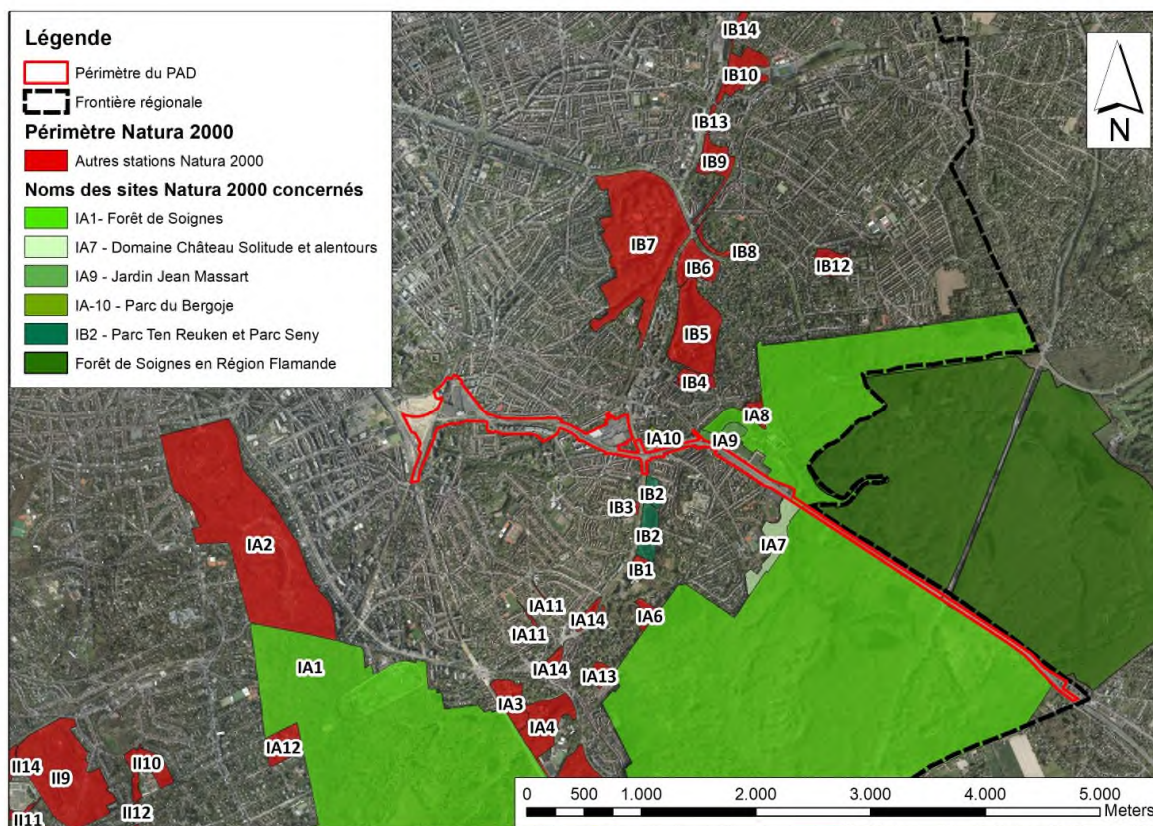 Légende
Périmètre du PAD
Frontière régionale
Périmètre Natura 2000
Autres stations Natura 2000
Noms des sites Natura 2000 concernés
IA1- Forêt de Soignes
IA7 - Domaine Château Solitude et alentours
IA9 - Jardin Jean Massart
IA-10 - Parc du Bergoje
IB2 - Parc Ten Reuken et Parc Seny
Forêt de Soignes en Région Flamande
N
IB14
IB10
IB13
IB9
IB7
IB8
IB6
IB12
IB5
IB4
IA8
IA10
IA9
IB2
IB3
IB2
IA7
IA2
IB1
IA11
IA14
IA6
IA11
IA1
IA14
IA13
IA3
IA4
IA12
II14
II9
II10
II12
II11
0 500 1.000 2.000 3.000 4.000 5.000
Meters